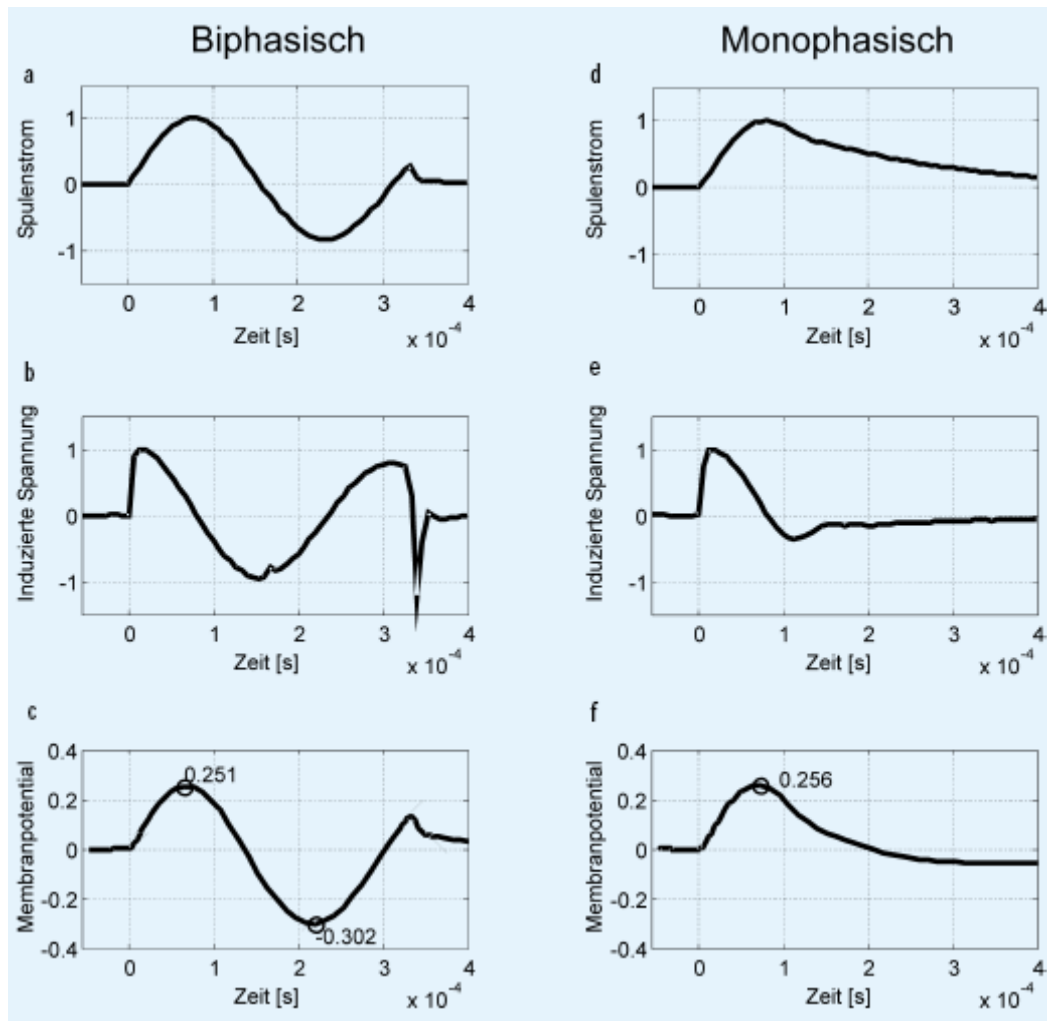 Biphasisch
Monophasisch
a
1
0
-1
Spulenstrom
0 1 2 3 4
Zeit [s]
x 10-4
d
1
0
-1
Spulenstrom
0 1 2 3 4
Zeit [s]
x 10-4
b
1
0
-1
Induzierte Spannung
0 1 2 3 4
Zeit [s]
x 10-4
e
1
0
-1
Induzierte Spannung
0 1 2 3 4
Zeit [s]
x 10-4
c
0.4
0.2
0
-0.2
-0.4
Membranpotential
0.251
-0.302
0 1 2 3 4
Zeit [s]
x 10-4
f
0.4
0.2
0
-0.2
-0.4
Membranpotential
0.256
0 1 2 3 4
Zeit [s]
x 10-4